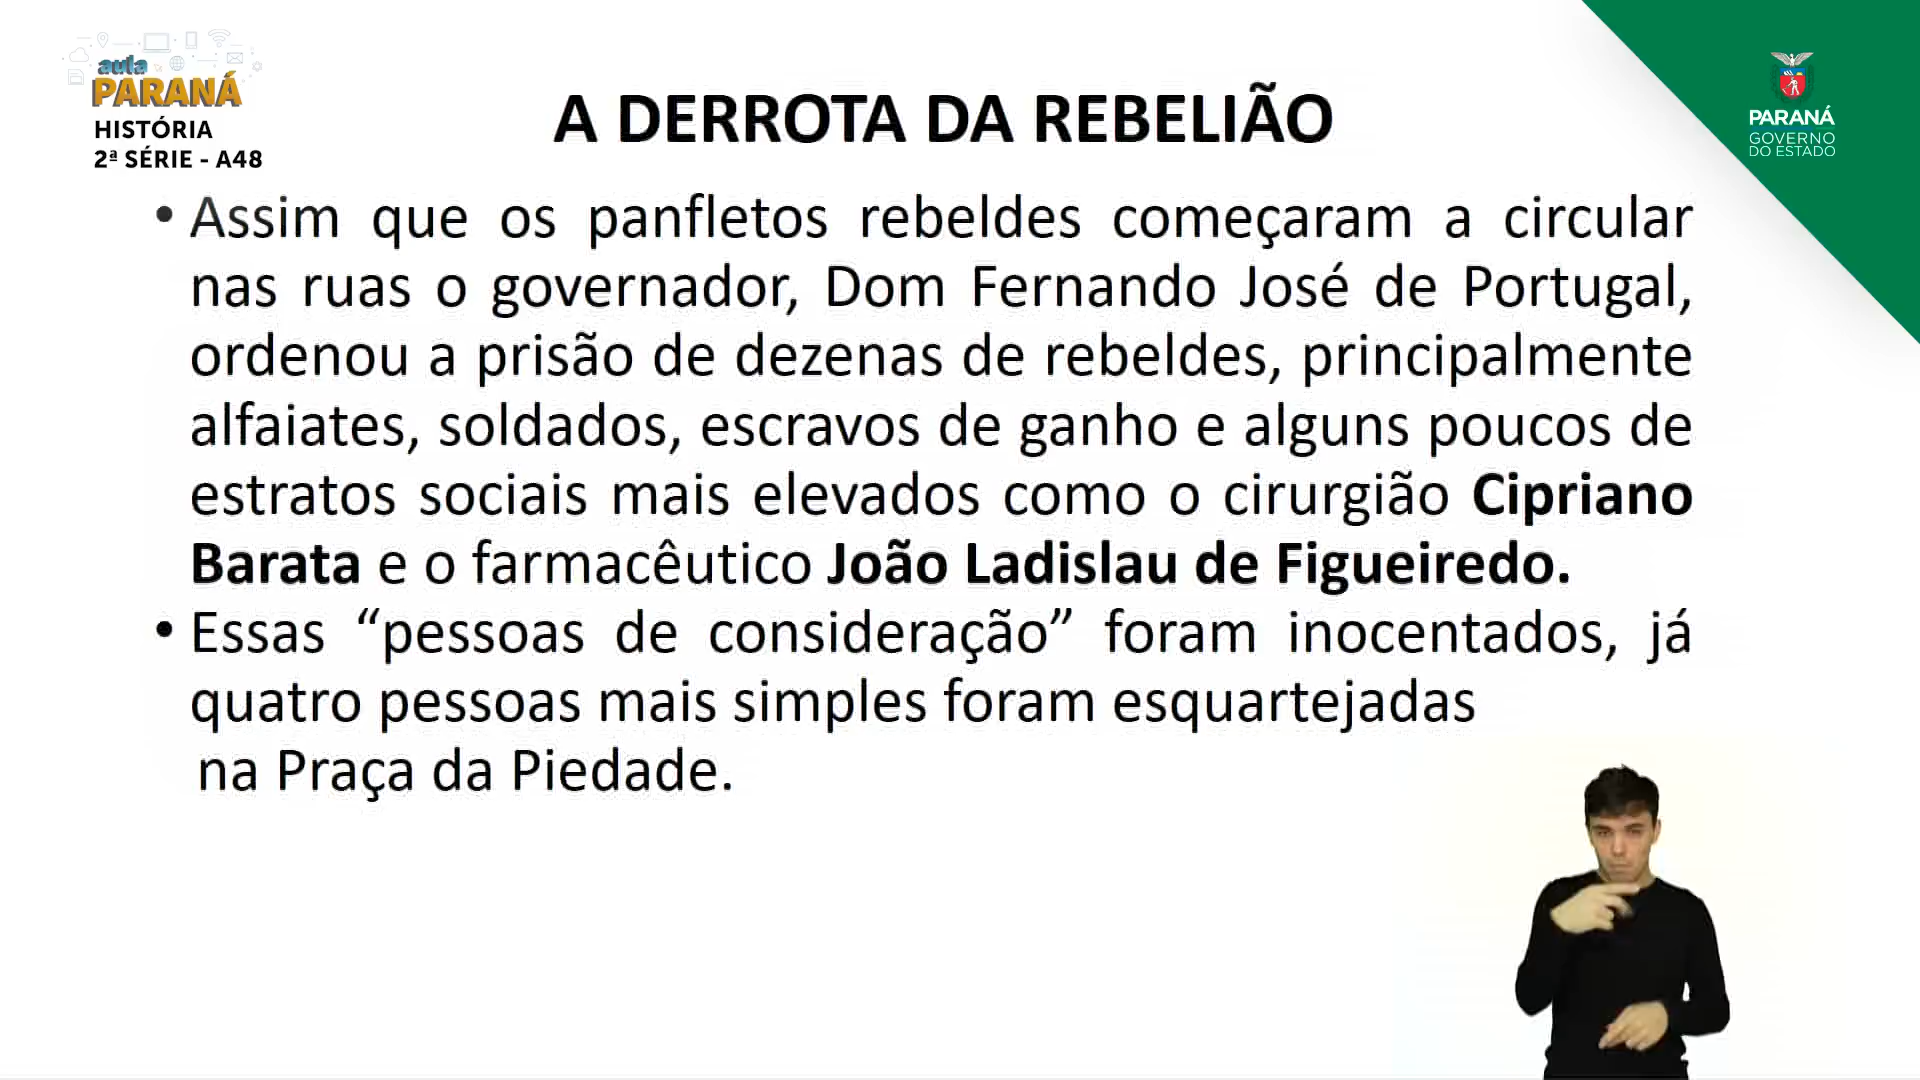 aula
PARANÁ
HISTÓRIA
2ª SÉRIE - A48
PARANÁ
GOVERNO
DO ESTADO
A DERROTA DA REBELIÃO
• Assim que os panfletos rebeldes começaram a circular
nas ruas o governador, Dom Fernando José de Portugal,
ordenou a prisão de dezenas de rebeldes, principalmente
alfaiates, soldados, escravos de ganho e alguns poucos de
estratos sociais mais elevados como o cirurgião Cipriano
Barata e o farmacêutico João Ladislau de Figueiredo.
• Essas “pessoas de consideração” foram inocentados, já
quatro pessoas mais simples foram esquartejadas
na Praça da Piedade.